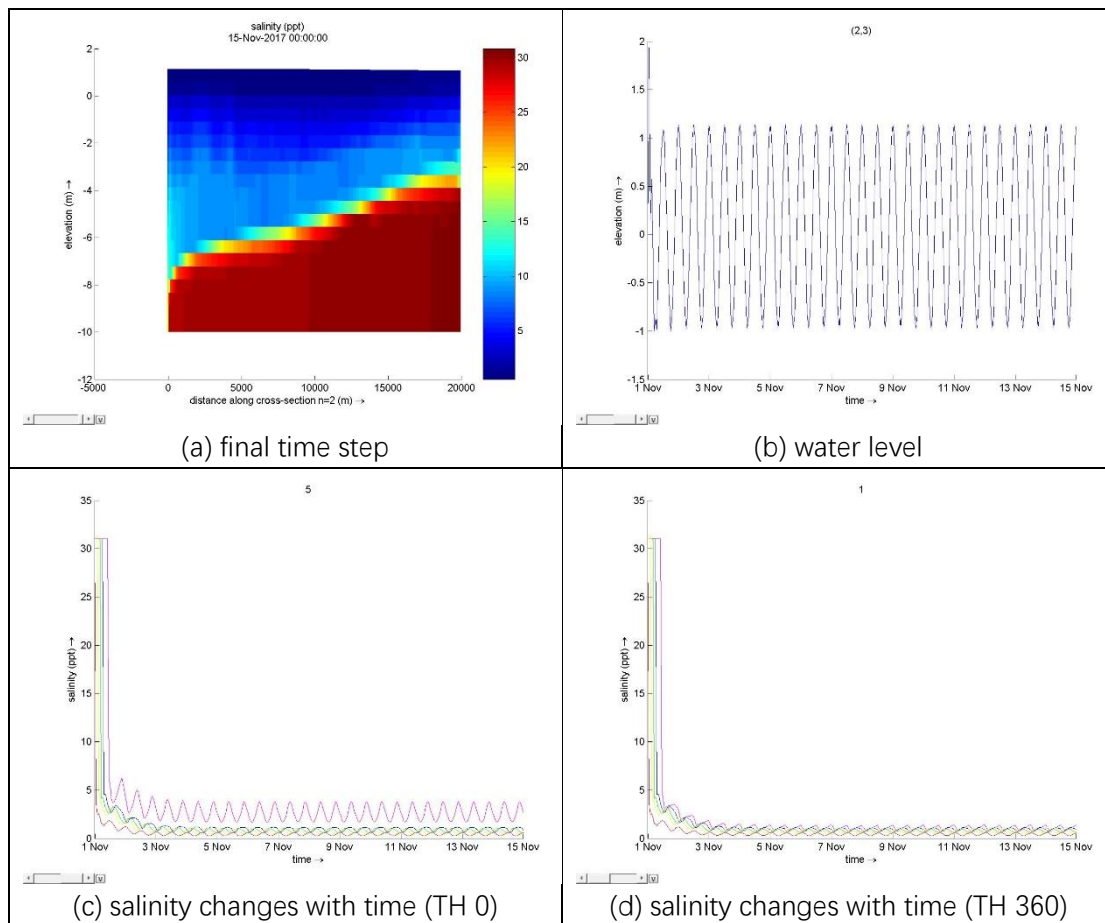 salinity (ppt)
15-Nov-2017 00:00:00
2
0
-2
-4
-6
-8
-10
-12
elevation (m) →
-5000 0 5000 10000 15000 20000
distance along cross-section n=2 (m) →
30
25
20
15
10
5
V
(a) final time step
(2,3)
2
1.5
1
0.5
0
-0.5
-1
-1.5
elevation (m) →
1 Nov 3 Nov 5 Nov 7 Nov 9 Nov 11 Nov 13 Nov 15 Nov
time →
V
(b) water level
5
35
30
25
20
15
10
5
0
salinity (ppt) →
1 Nov 3 Nov 5 Nov 7 Nov 9 Nov 11 Nov 13 Nov 15 Nov
time →
V
(c) salinity changes with time (TH 0)
1
35
30
25
20
15
10
5
0
salinity (ppt) →
1 Nov 3 Nov 5 Nov 7 Nov 9 Nov 11 Nov 13 Nov 15 Nov
time →
V
(d) salinity changes with time (TH 360)